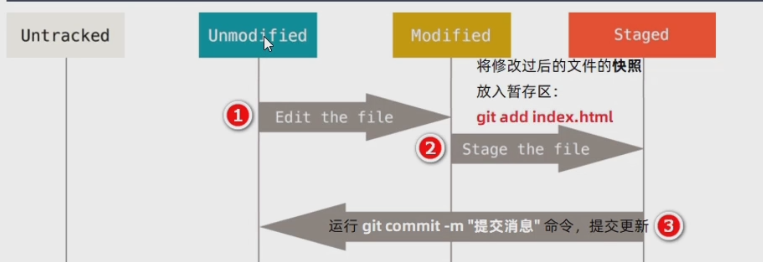 Untracked
Unmodified
Modified
Staged
将修改过后的文件的快照
放入暂存区：
git add index.html
1
Edit the file
2
Stage the file
运行 git commit -m "提交消息" 命令，提交更新
3